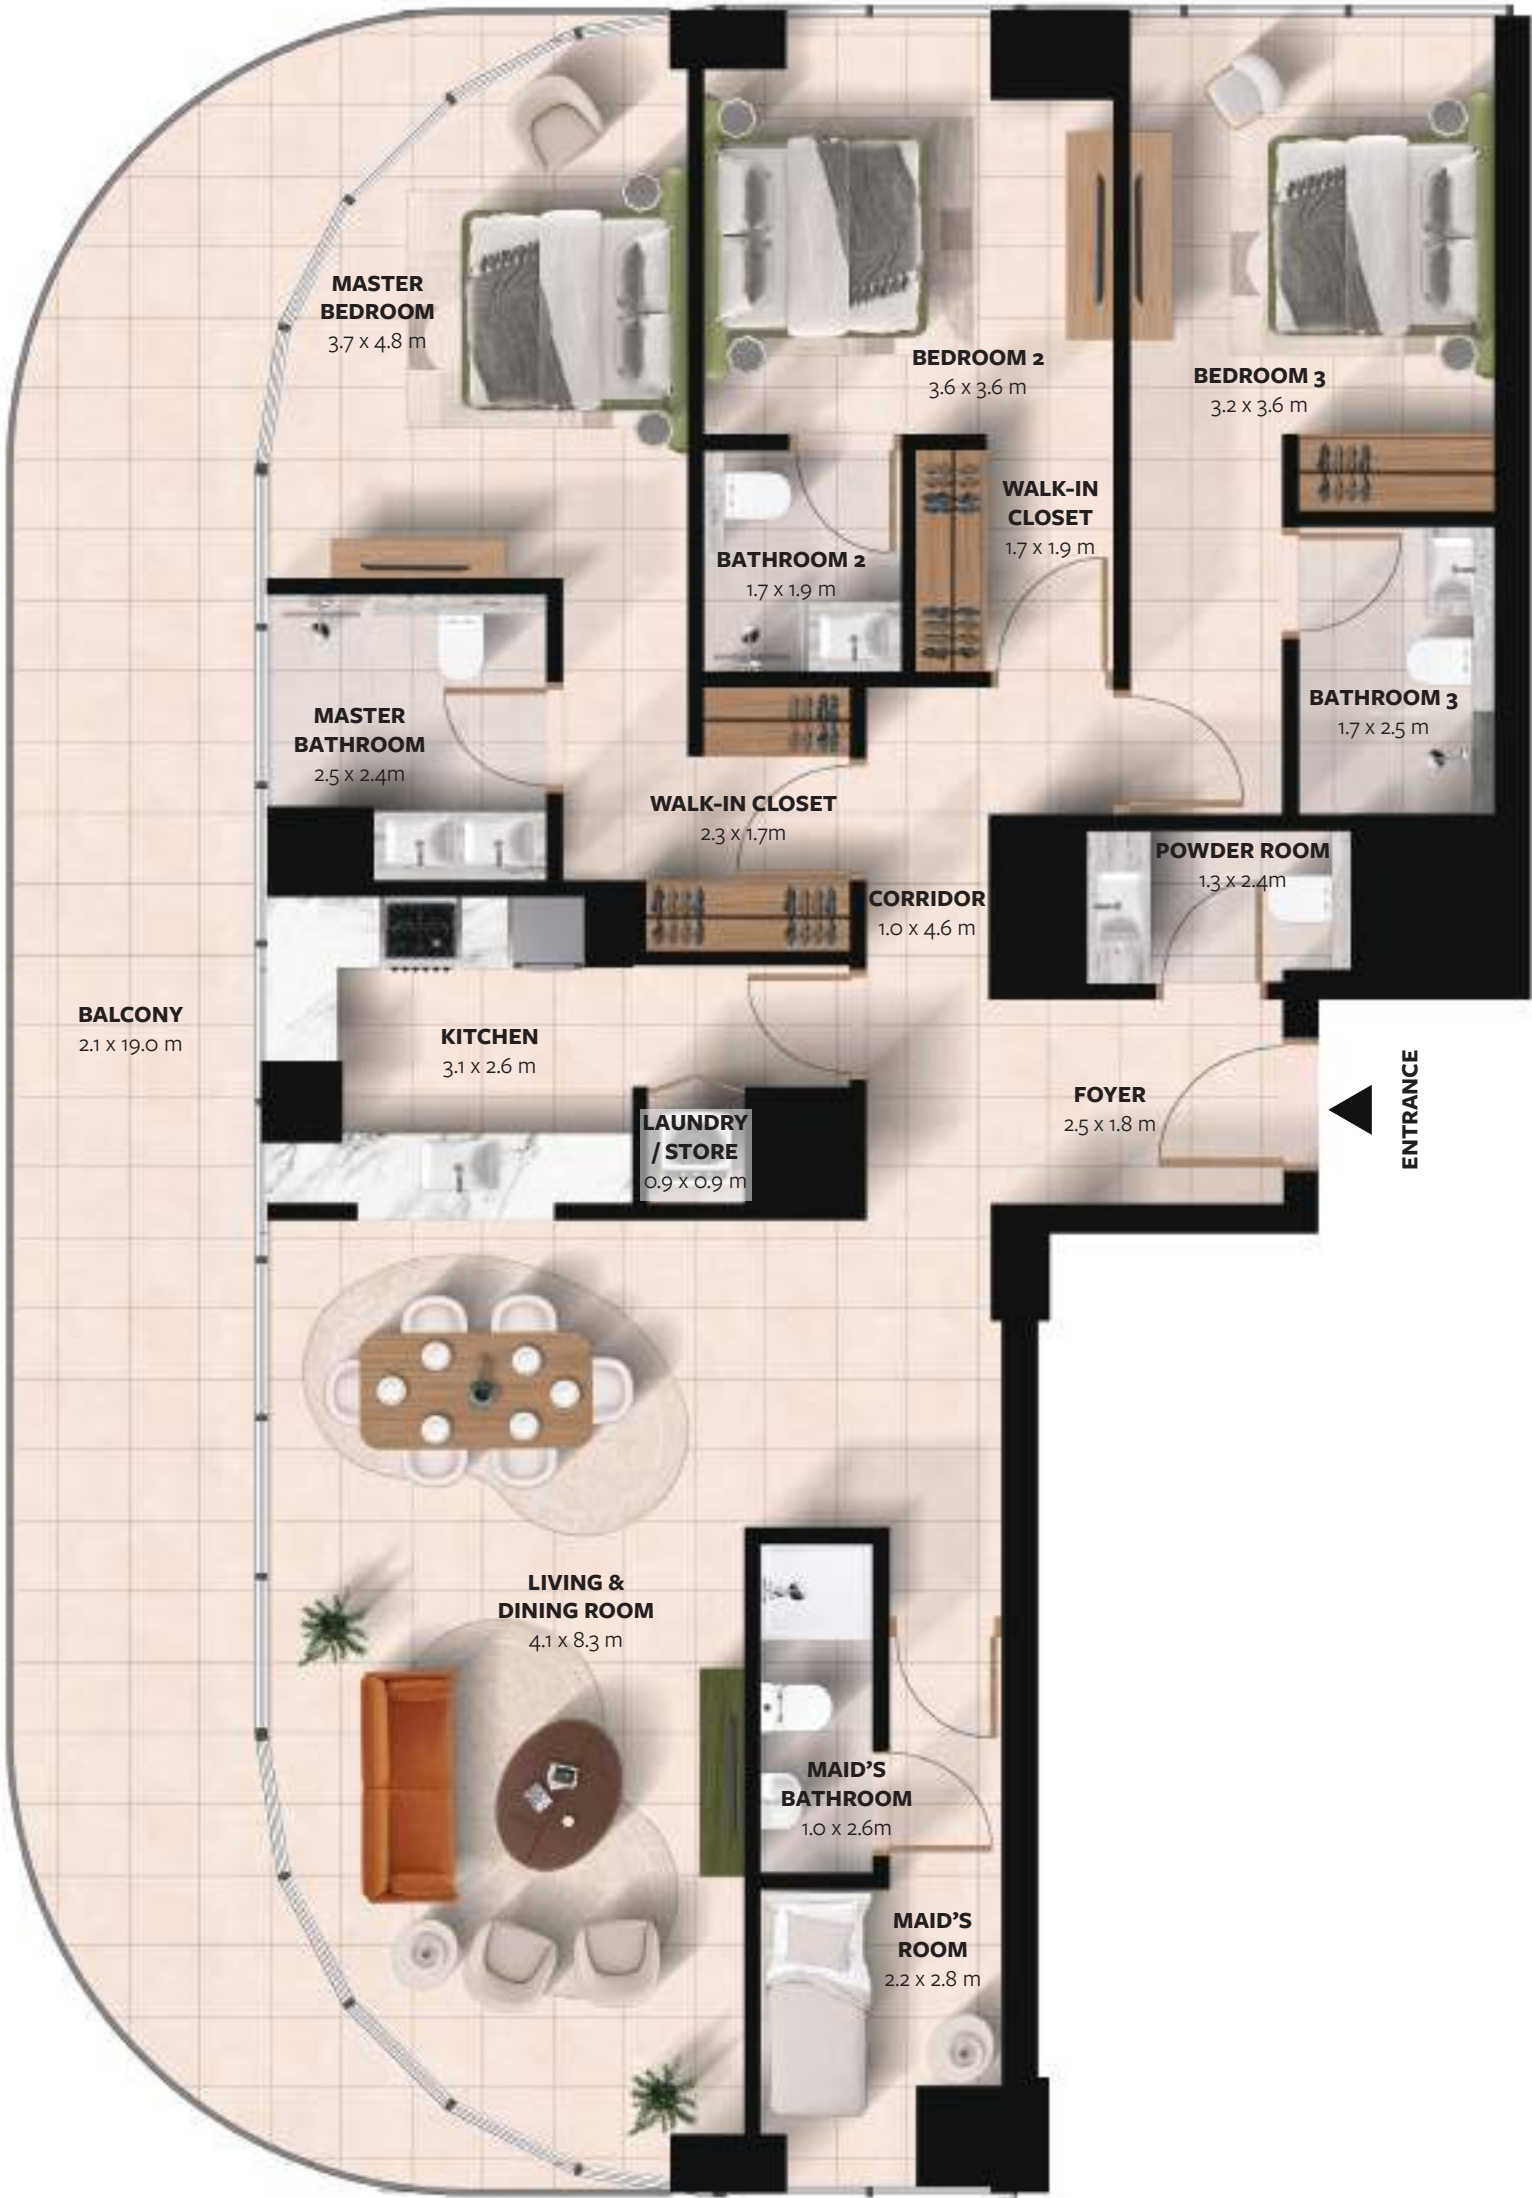 MASTER
BEDROOM
3.7 x 4.8 m
BEDROOM 2
3.6 x 3.6 m
BEDROOM 3
3.2 x 3.6 m
WALK-IN
CLOSET
1.7 x 1.9 m
BATHROOM 2
1.7 x 1.9 m
MASTER
BATHROOM
2.5 x 2.4m
BATHROOM 3
1.7 x 2.5 m
WALK-IN CLOSET
2.3 x 1.7m
POWDER ROOM
1.3 x 2.4m
CORRIDOR
1.0 x 4.6 m
BALCONY
2.1 x 19.0 m
KITCHEN
3.1 x 2.6 m
FOYER
2.5 x 1.8 m
ENTRANCE
LAUNDRY
/ STORE
0.9 x 0.9 m
LIVING &
DINING ROOM
4.1 x 8.3 m
MAID'S
BATHROOM
1.0 x 2.6m
MAID'S
ROOM
2.2 x 2.8 m